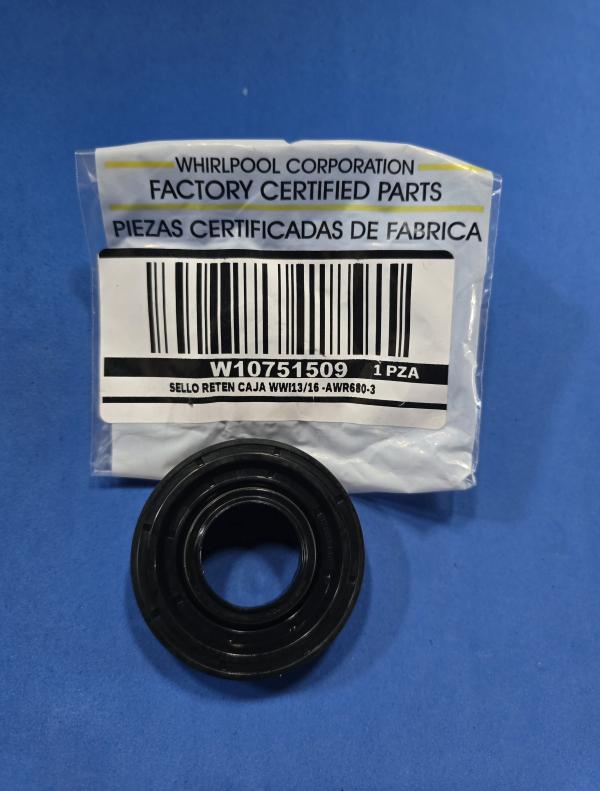 WHIRLPOOL CORPORATION
FACTORY CERTIFIED PARTS
PIEZAS CERTIFICADAS DE FABRICA
W10751509 1 PZA
SELLO RETEN CAJA WWI13/16 -AWR680-3